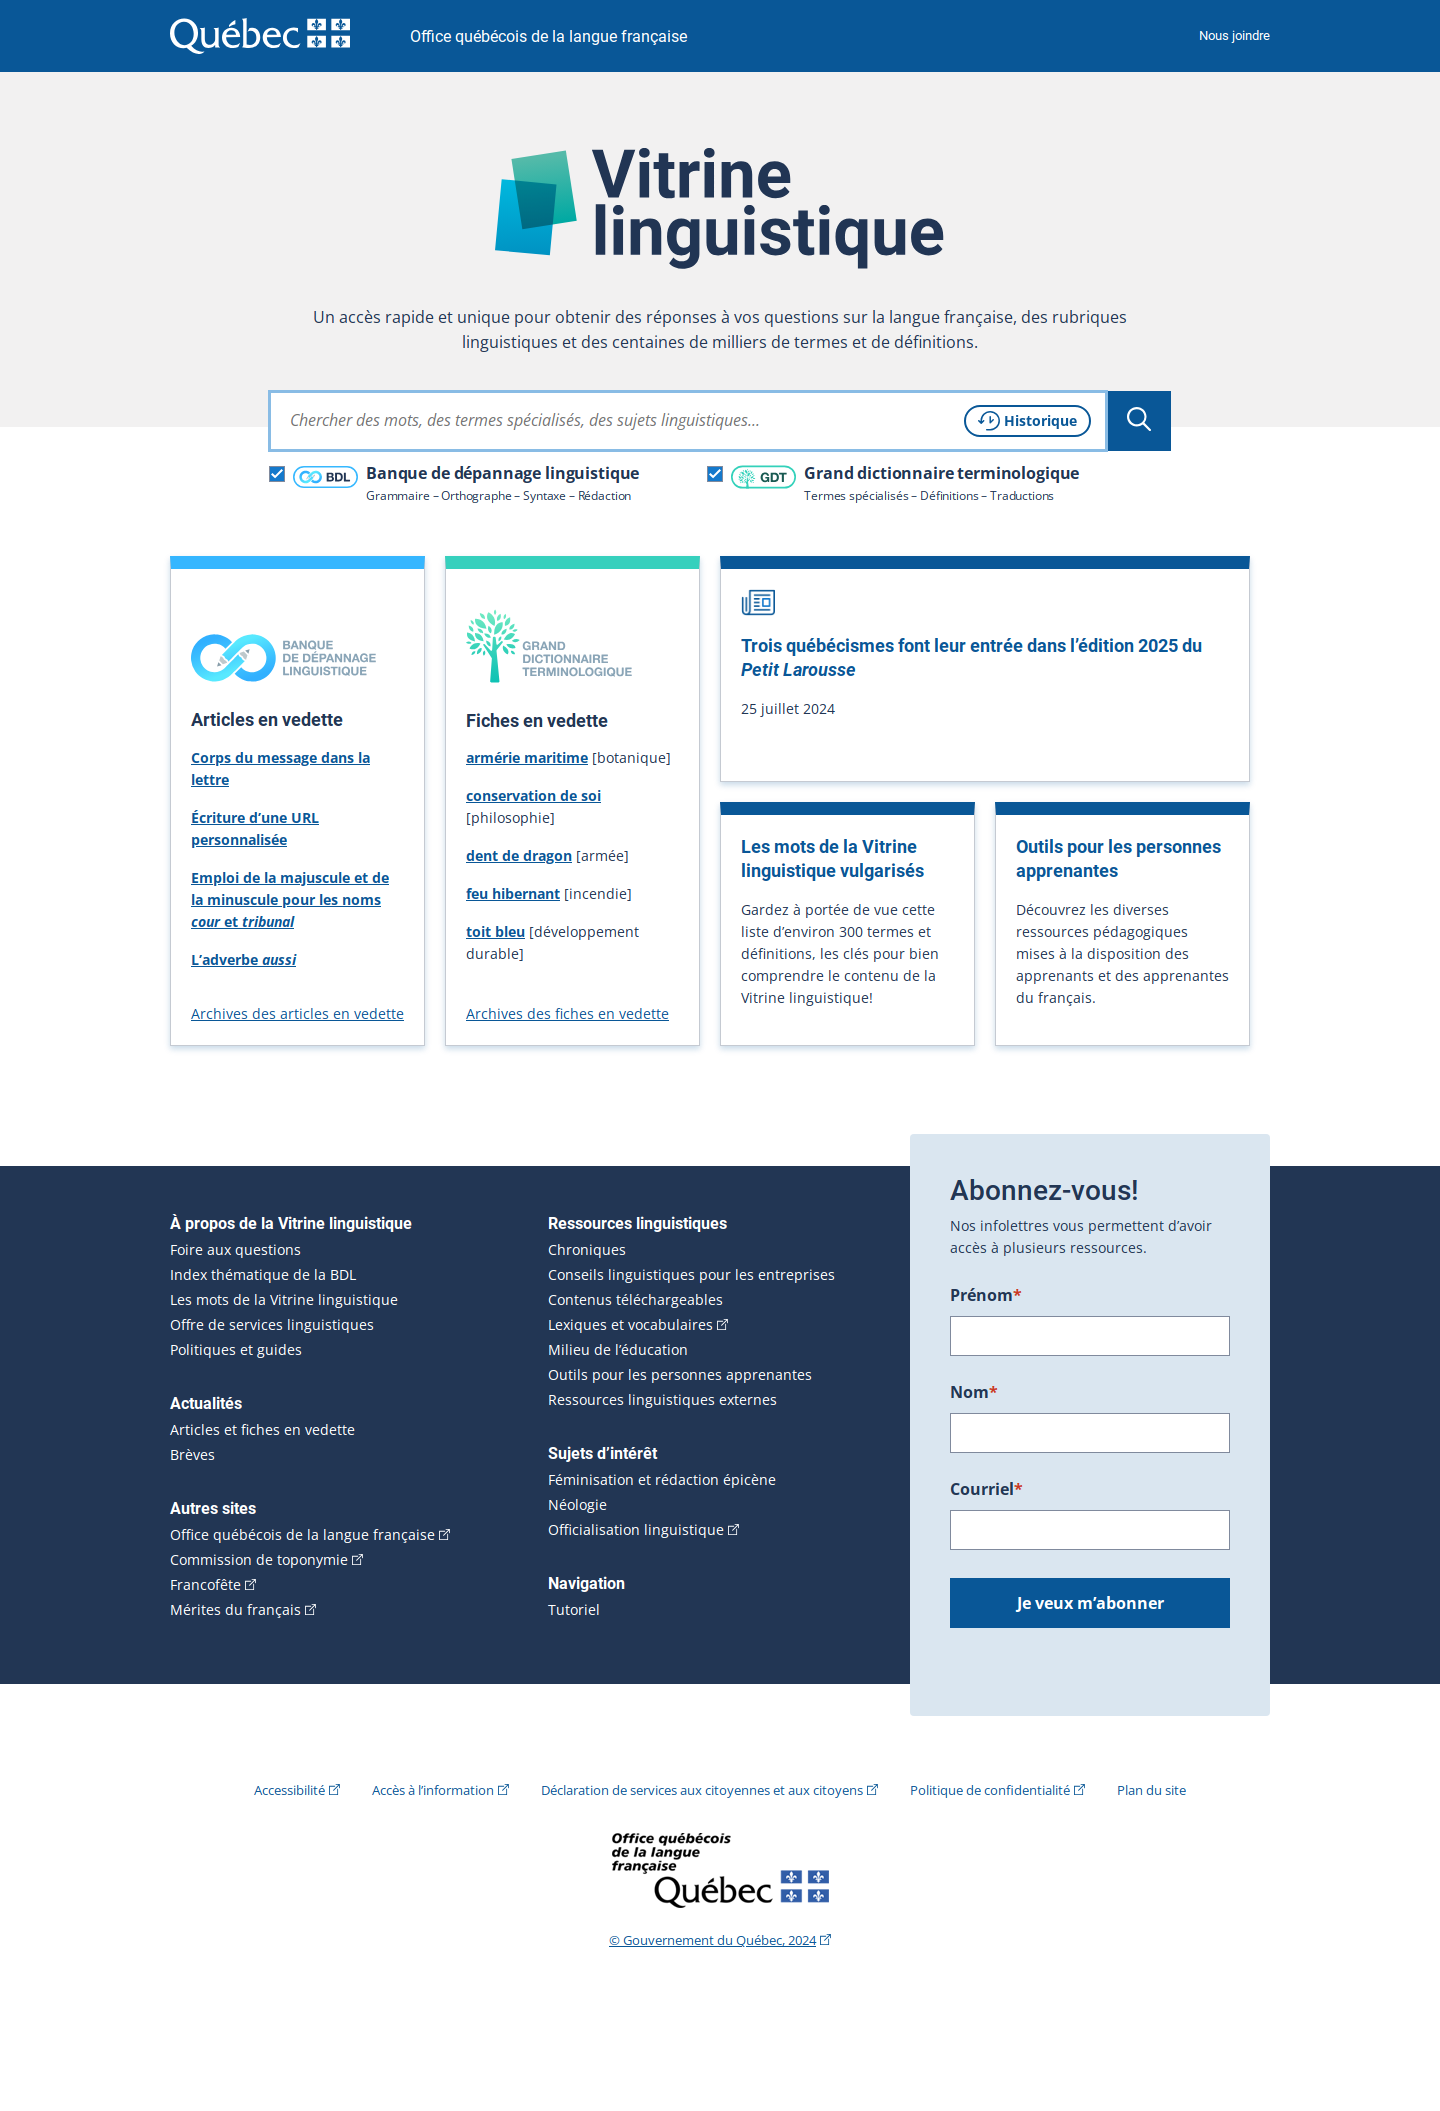 Québec
Office québécois de la langue française
Nous joindre
Vitrine
linguistique
Un accès rapide et unique pour obtenir des réponses à vos questions sur la langue française, des rubriques
linguistiques et des centaines de milliers de termes et de définitions.
Chercher des mots, des termes spécialisés, des sujets linguistiques...
Historique
BDL
Banque de dépannage linguistique
Grammaire – Orthographe – Syntaxe – Rédaction
GDT
Grand dictionnaire terminologique
Termes spécialisés – Définitions – Traductions
BANQUE
DE DÉPANNAGE
LINGUISTIQUE
Articles en vedette
Corps du message dans la
lettre
Écriture d’une URL
personnalisée
Emploi de la majuscule et de
la minuscule pour les noms
cour et tribunal
L’adverbe aussi
Archives des articles en vedette
GRAND
DICTIONNAIRE
TERMINOLOGIQUE
Fiches en vedette
armérie maritime [botanique]
conservation de soi
[philosophie]
dent de dragon [armée]
feu hibernant [incendie]
toit bleu [développement
durable]
Archives des fiches en vedette
Trois québécismes font leur entrée dans l’édition 2025 du
Petit Larousse
25 juillet 2024
Les mots de la Vitrine
linguistique vulgarisés
Gardez à portée de vue cette
liste d’environ 300 termes et
définitions, les clés pour bien
comprendre le contenu de la
Vitrine linguistique!
Outils pour les personnes
apprenantes
Découvrez les diverses
ressources pédagogiques
mises à la disposition des
apprenants et des apprenantes
du français.
À propos de la Vitrine linguistique
Foire aux questions
Index thématique de la BDL
Les mots de la Vitrine linguistique
Offre de services linguistiques
Politiques et guides
Actualités
Articles et fiches en vedette
Brèves
Autres sites
Office québécois de la langue française
Commission de toponymie
Francofête
Mérites du français
Ressources linguistiques
Chroniques
Conseils linguistiques pour les entreprises
Contenus téléchargeables
Lexiques et vocabulaires
Milieu de l’éducation
Outils pour les personnes apprenantes
Ressources linguistiques externes
Sujets d’intérêt
Féminisation et rédaction épicène
Néologie
Officialisation linguistique
Navigation
Tutoriel
Abonnez-vous!
Nos infolettres vous permettent d’avoir
accès à plusieurs ressources.
Prénom*
Nom*
Courriel*
Je veux m’abonner
Accessibilité
Accès à l’information
Déclaration de services aux citoyennes et aux citoyens
Politique de confidentialité
Plan du site
Office québécois
de la langue
française
Québec
© Gouvernement du Québec, 2024